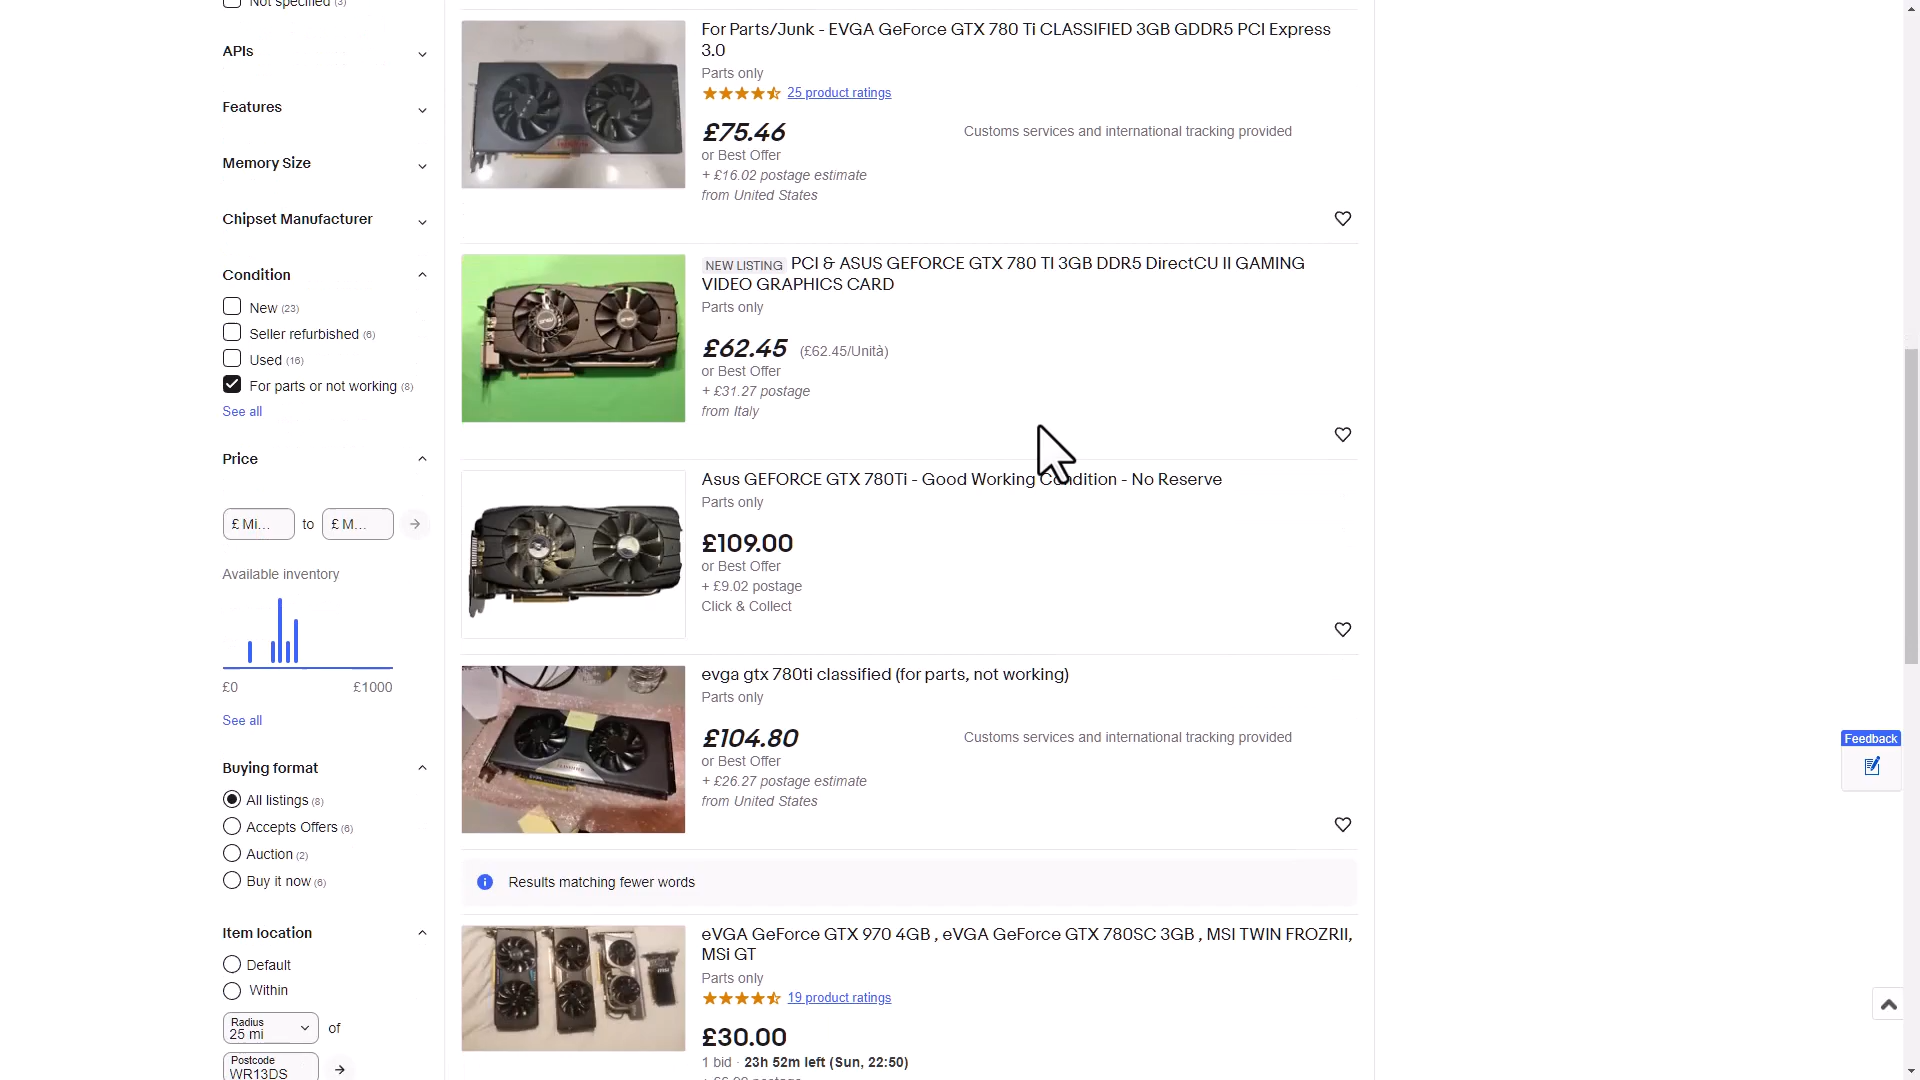 Not specified (3)
APIs
Features
Memory Size
Chipset Manufacturer
Condition
New (23)
Seller refurbished (6)
Used (16)
For parts or not working (8)
See all
Price
£ Mi... to £ M...
Available inventory
£0 £1000
See all
Buying format
All listings (8)
Accepts Offers (6)
Auction (2)
Buy it now (6)
Item location
Default
Within
Radius
25 mi
of
Postcode
WR13DS
For Parts/Junk - EVGA GeForce GTX 780 Ti CLASSIFIED 3GB GDDR5 PCI Express
3.0
Parts only
25 product ratings
£75.46
Customs services and international tracking provided
or Best Offer
+ £16.02 postage estimate
from United States
NEW LISTING PCI & ASUS GEFORCE GTX 780 TI 3GB DDR5 DirectCU II GAMING
VIDEO GRAPHICS CARD
Parts only
£62.45 (£62.45/Unità)
or Best Offer
+ £31.27 postage
from Italy
Asus GEFORCE GTX 780Ti - Good Working Condition - No Reserve
Parts only
£109.00
or Best Offer
+ £9.02 postage
Click & Collect
evga gtx 780ti classified (for parts, not working)
Parts only
£104.80
Customs services and international tracking provided
or Best Offer
+ £26.27 postage estimate
from United States
Results matching fewer words
eVGA GeForce GTX 970 4GB , eVGA GeForce GTX 780SC 3GB , MSI TWIN FROZRII,
MSi GT
Parts only
19 product ratings
£30.00
1 bid · 23h 52m left (Sun, 22:50)
Feedback